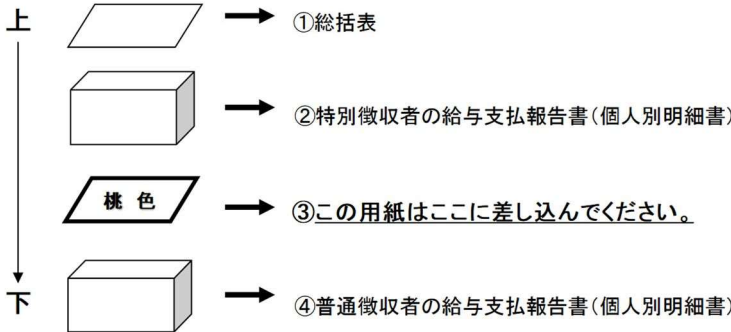 上
①総括表
②特別徴収者の給与支払報告書(個人別明細書)
桃 色
③この用紙はここに差し込んでください。
下
④普通徴収者の給与支払報告書(個人別明細書)